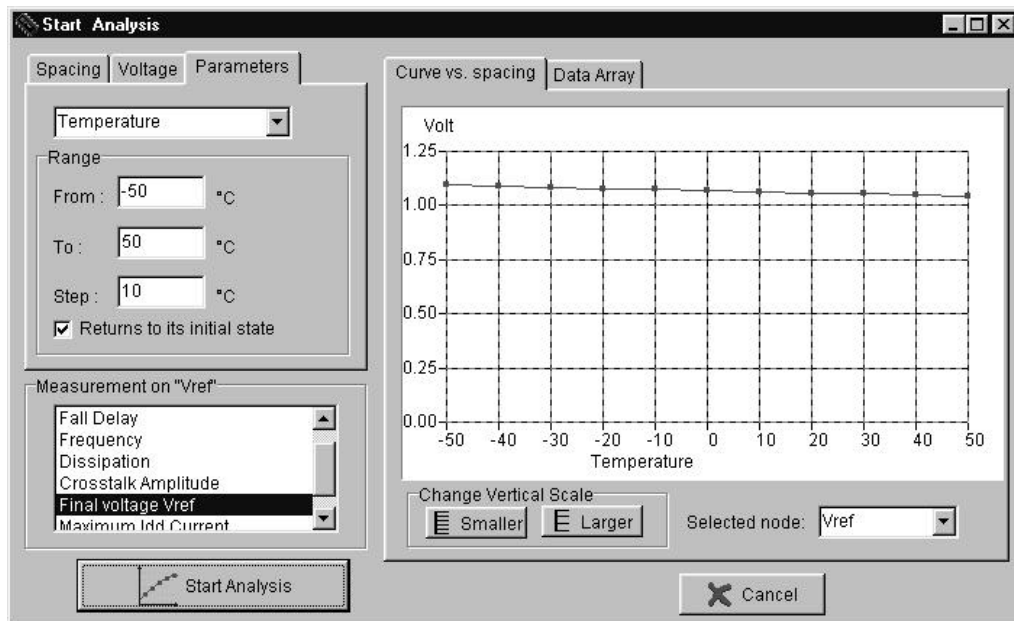 Start Analysis
Spacing Voltage Parameters
Temperature
Range
From : -50 °C
To : 50 °C
Step : 10 °C
Returns to its initial state
Measurement on "Vref"
Fall Delay
Frequency
Dissipation
Crosstalk Amplitude
Final voltage Vref
Maximum Idd Current
Start Analysis
Curve vs. spacing Data Array
Volt
1.25
1.00
0.75
0.50
0.25
0.00
-50 -40 -30 -20 -10 0 10 20 30 40 50
Temperature
Change Vertical Scale
Smaller Larger
Selected node: Vref
Cancel